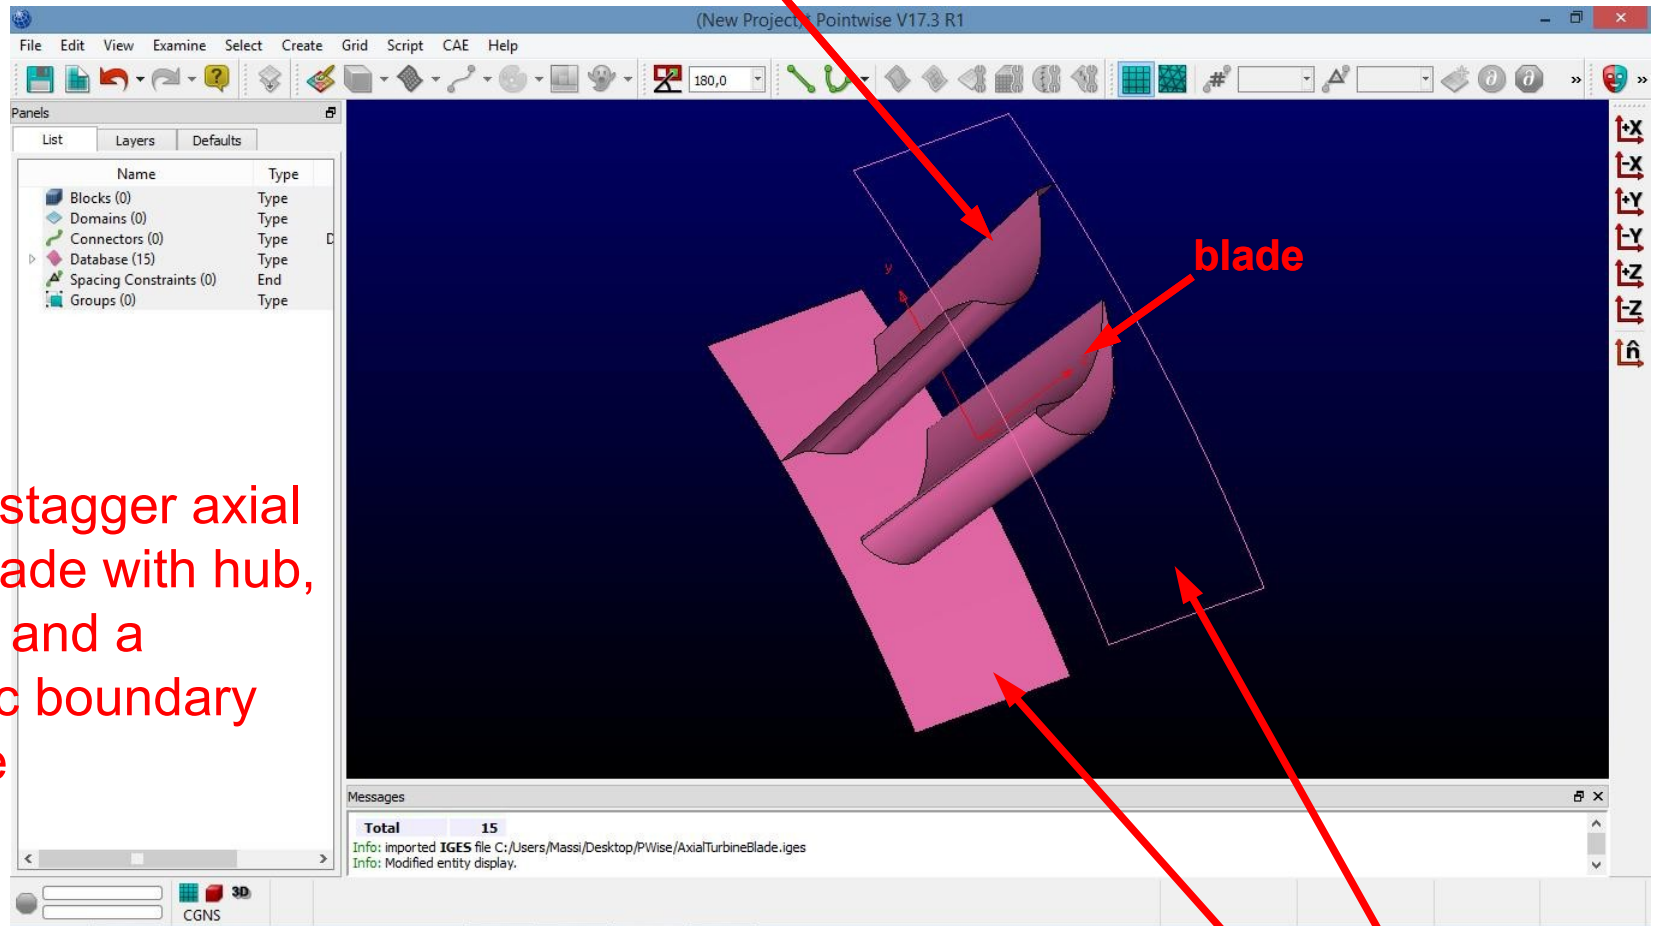 (New Project)* Pointwise V17.3 R1
File Edit View Examine Select Create Grid Script CAE Help
180,0
Panels
List Layers Defaults
Name Type
Blocks (0) Type
Domains (0) Type
Connectors (0) Type D
Database (15) Type
Spacing Constraints (0) End
Groups (0) Type
+X
-X
+Y
-Y
+Z
-Z
n̂
y
blade
stagger axial
ade with hub,
and a
c boundary
e
Messages
Total 15
Info: imported IGES file C:/Users/Massi/Desktop/PWise/AxialTurbineBlade.iges
Info: Modified entity display.
3D
CGNS